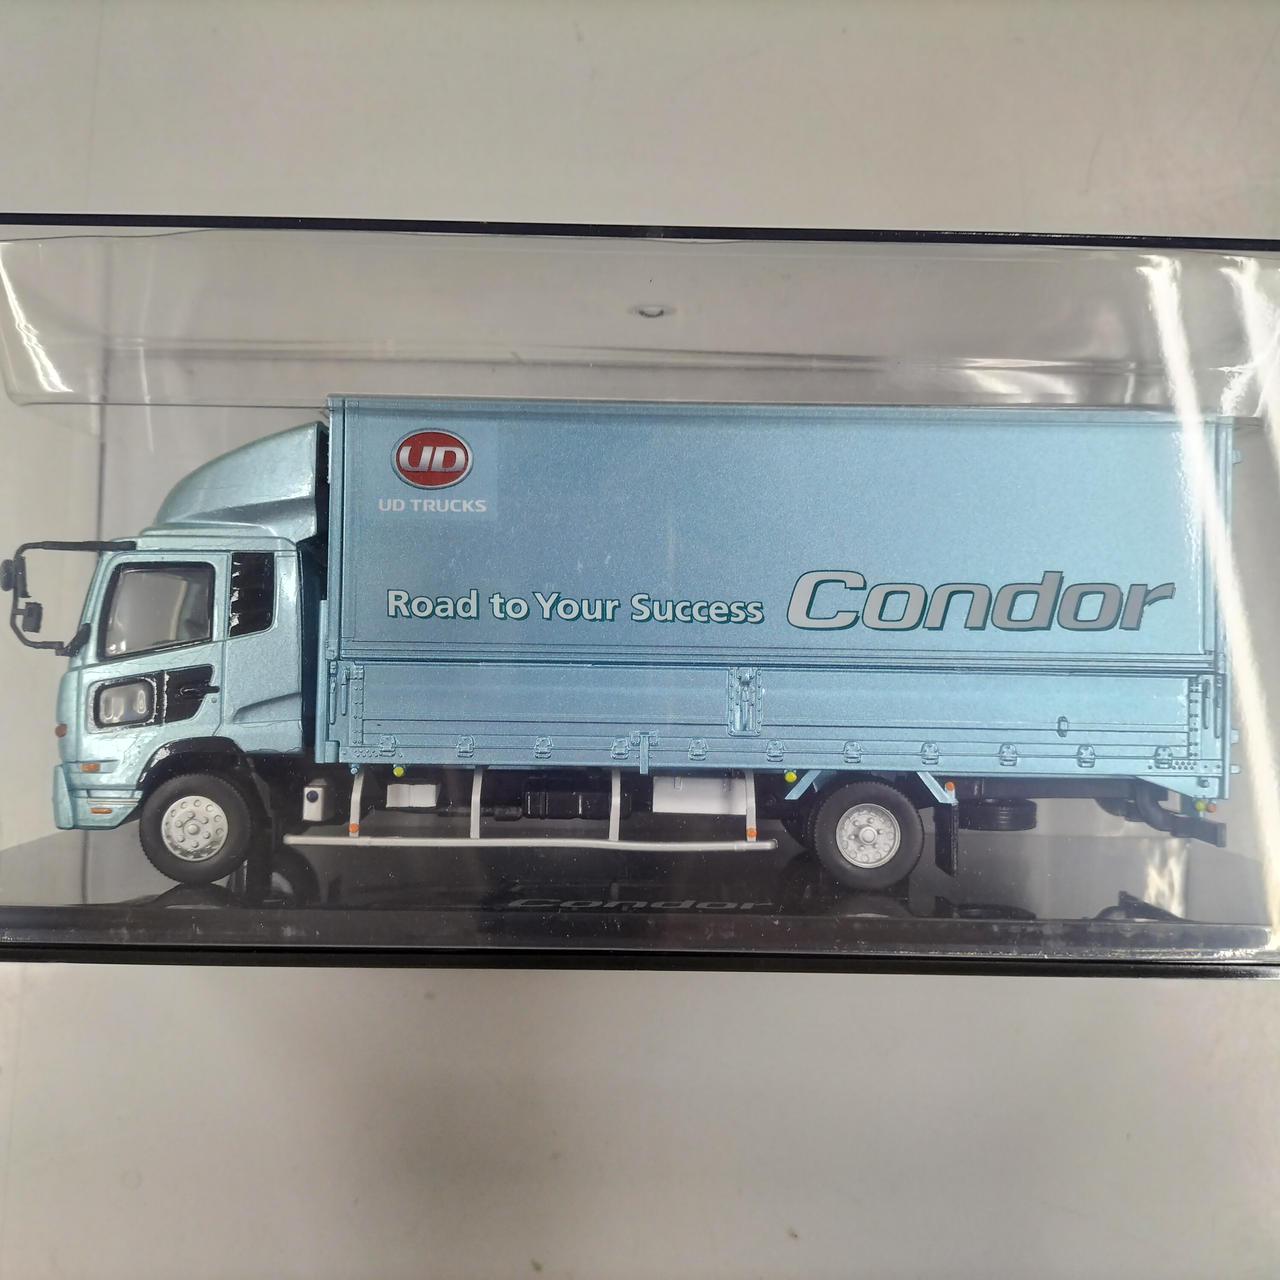 UD
UD TRUCKS
Road to Your Success Condor
Condor